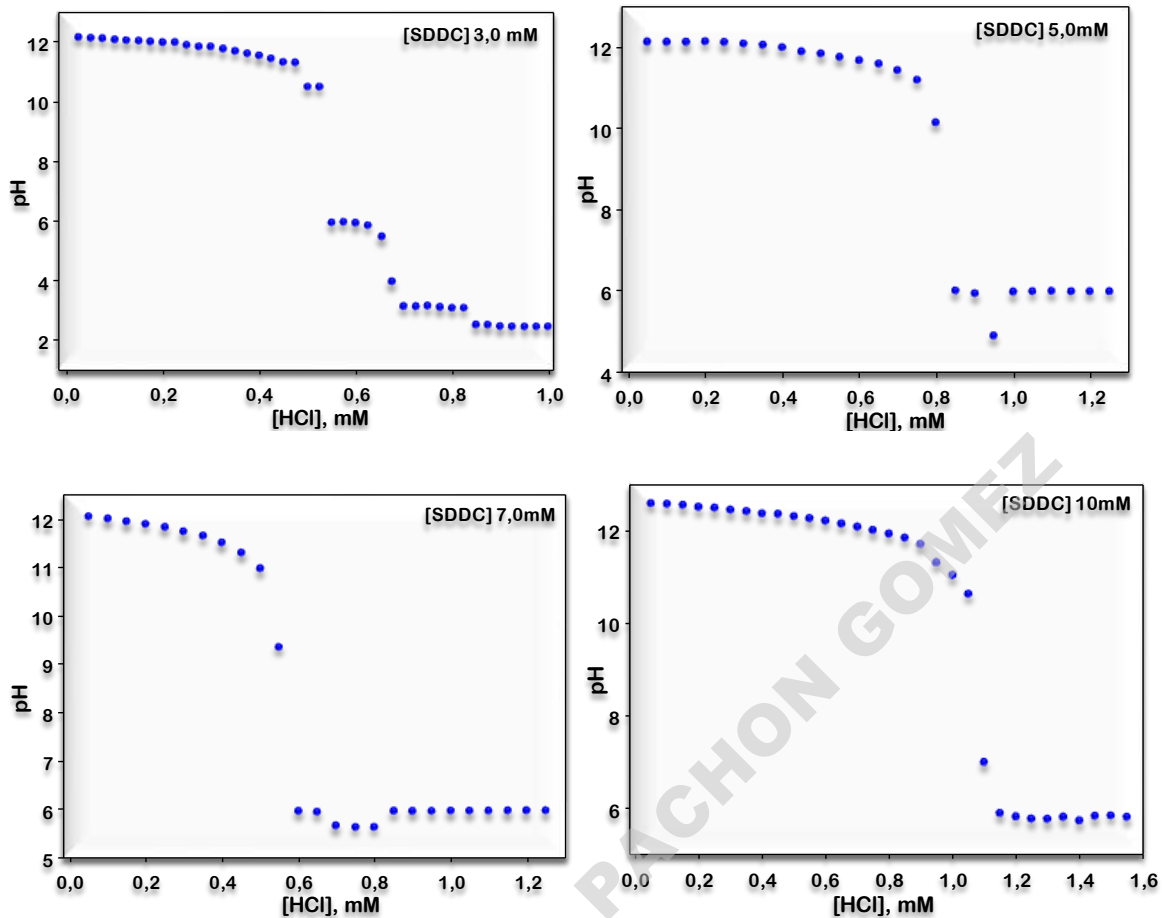 [SDDC] 3,0 mM
12
10
8
6
4
2
pH
0,0 0,2 0,4 0,6 0,8 1,0
[HCl], mM
[SDDC] 5,0mM
12
10
8
6
4
pH
0,0 0,2 0,4 0,6 0,8 1,0 1,2
[HCl], mM
[SDDC] 7,0mM
12
11
10
9
8
7
6
5
pH
0,0 0,2 0,4 0,6 0,8 1,0 1,2
[HCl], mM
[SDDC] 10mM
12
10
8
6
pH
0,0 0,2 0,4 0,6 0,8 1,0 1,2 1,4 1,6
[HCl], mM
PACHON GOMEZ